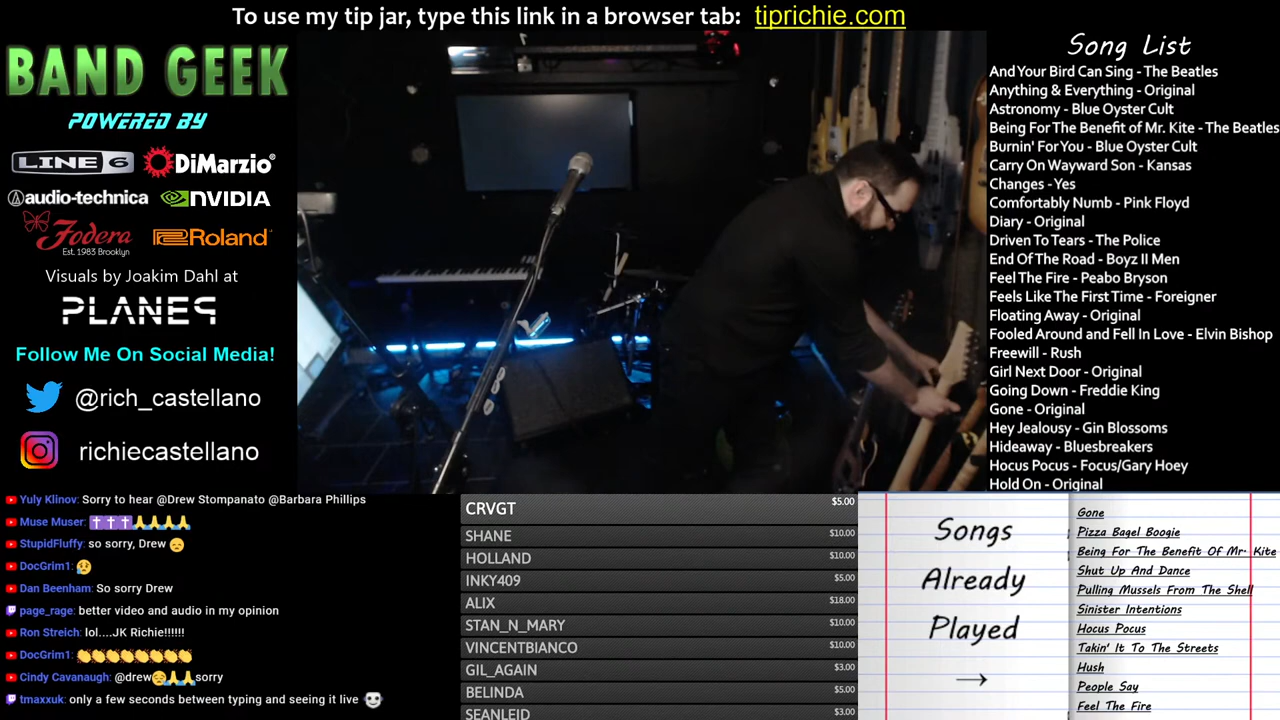 To use my tip jar, type this link in a browser tab: tiprichie.com
BAND GEEK
POWERED BY
LINE 6
DiMarzio
audio-technica
NVIDIA
Fodera
Est. 1983 Brooklyn
Roland
Visuals by Joakim Dahl at
PLANE9
Follow Me On Social Media!
@rich_castellano
richiecastellano
Song List
And Your Bird Can Sing - The Beatles
Anything & Everything - Original
Astronomy - Blue Oyster Cult
Being For The Benefit of Mr. Kite - The Beatles
Burnin' For You - Blue Oyster Cult
Carry On Wayward Son - Kansas
Changes - Yes
Comfortably Numb - Pink Floyd
Diary - Original
Driven To Tears - The Police
End Of The Road - Boyz II Men
Feel The Fire - Peabo Bryson
Feels Like The First Time - Foreigner
Floating Away - Original
Fooled Around and Fell In Love - Elvin Bishop
Freewill - Rush
Girl Next Door - Original
Going Down - Freddie King
Gone - Original
Hey Jealousy - Gin Blossoms
Hideaway - Bluesbreakers
Hocus Pocus - Focus/Gary Hoey
Hold On - Original
Yuly Klinov: Sorry to hear @Drew Stompanato @Barbara Phillips
Muse Muser:
StupidFluffy: so sorry, Drew
DocGrim1:
Dan Beenham: So sorry Drew
page_rage: better video and audio in my opinion
Ron Streich: lol....JK Richie!!!!!!
DocGrim1:
Cindy Cavanaugh: @drew sorry
tmaxxuk: only a few seconds between typing and seeing it live
CRVGT $5.00
SHANE $10.00
HOLLAND $10.00
INKY409 $5.00
ALIX $18.00
STAN_N_MARY $10.00
VINCENTBIANCO $10.00
GIL_AGAIN $3.00
BELINDA $5.00
SEANLEID $3.00
Songs
Already
Played
→
Gone
Pizza Bagel Boogie
Being For The Benefit Of Mr. Kite
Shut Up And Dance
Pulling Mussels From The Shell
Sinister Intentions
Hocus Pocus
Takin' It To The Streets
Hush
People Say
Feel The Fire